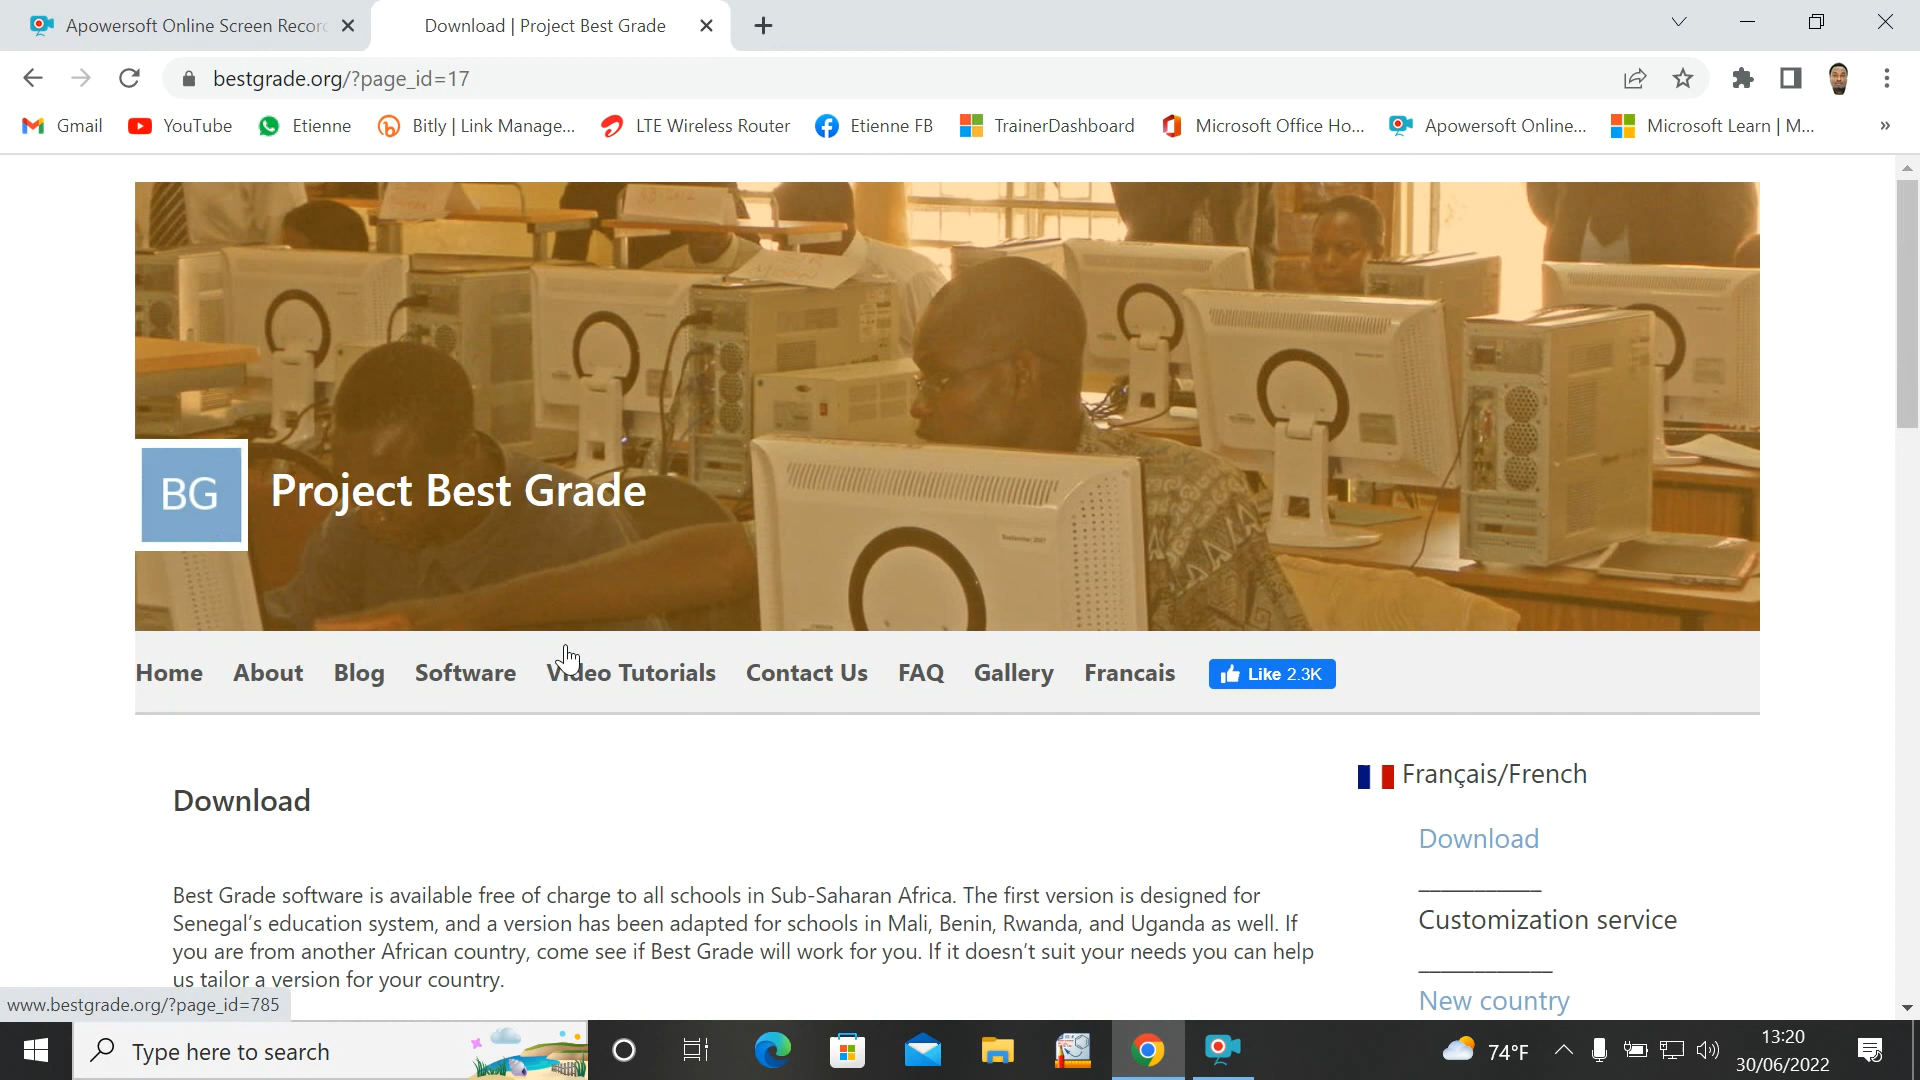 Apowersoft Online Screen Recor
Download | Project Best Grade
bestgrade.org/?page_id=17
Gmail
YouTube
Etienne
Bitly | Link Manage...
LTE Wireless Router
Etienne FB
TrainerDashboard
Microsoft Office Ho...
Apowersoft Online...
Microsoft Learn | M...
»
BG
Project Best Grade
Home About Blog Software Video Tutorials Contact Us FAQ Gallery Francais
Like 2.3K
Français/French
Download
Download
Best Grade software is available free of charge to all schools in Sub-Saharan Africa. The first version is designed for
Senegal's education system, and a version has been adapted for schools in Mali, Benin, Rwanda, and Uganda as well. If
you are from another African country, come see if Best Grade will work for you. If it doesn't suit your needs you can help
us tailor a version for your country.
Customization service
New country
www.bestgrade.org/?page_id=785
Type here to search
74°F
13:20
30/06/2022